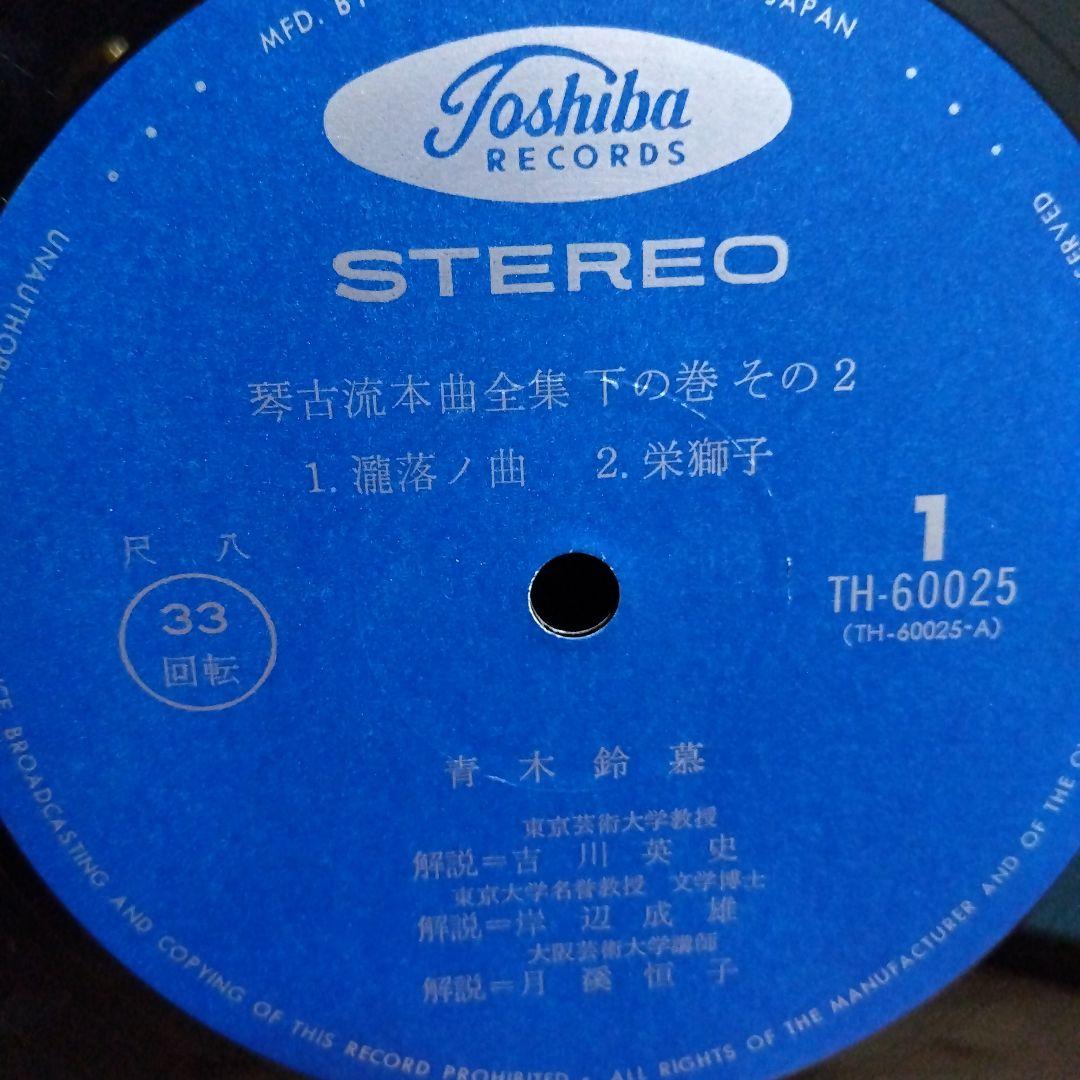 MFD. BY
JAPAN
Toshiba
RECORDS
STEREO
琴古流本曲全集 下の巻 その2
1. 瀧落ノ曲 2. 栄獅子
尺八
33
回転
1
TH-60025
(TH-60025-A)
青木鈴慕
東京芸術大学教授
解説=吉川英史
東京大学名誉教授 文学博士
解説=岸辺成雄
大阪芸術大学講師
解説=月溪恒子
BROADCASTING AND COPYING OF THIS RECORD PROHIBITED · ALL RIGHTS OF THE MANUFACTURER AND OF THE